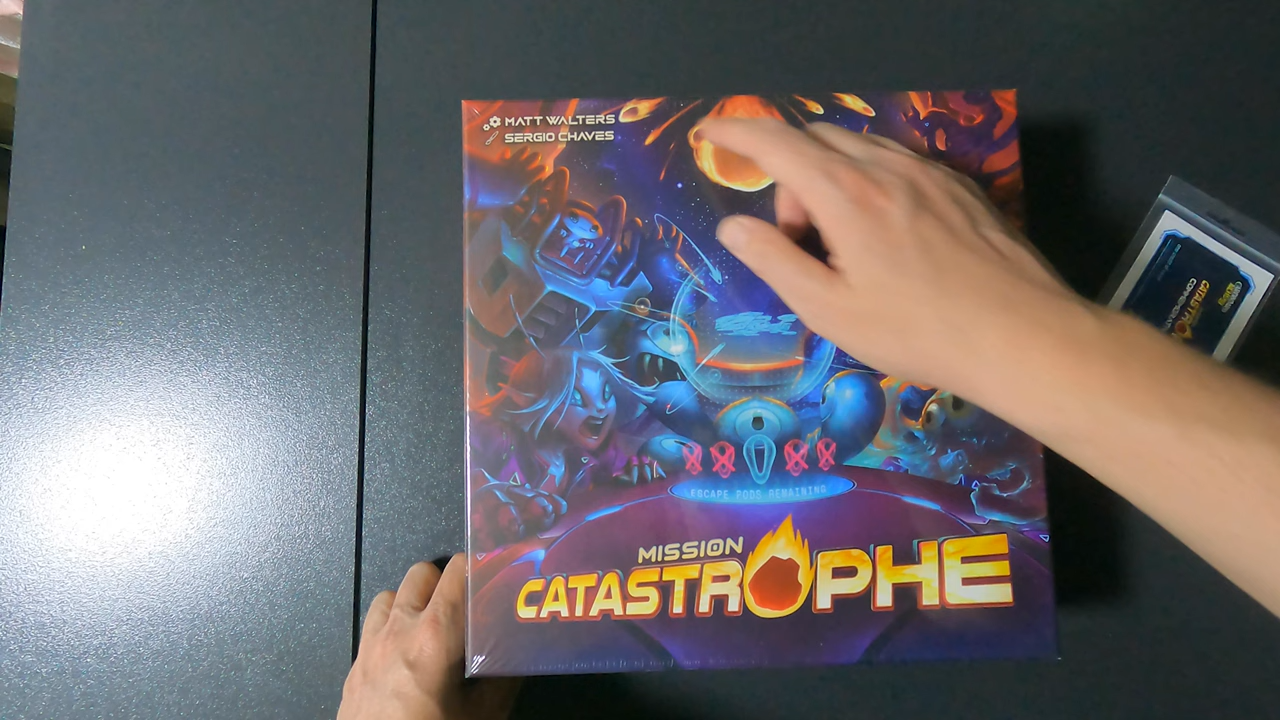 MATT WALTERS
SERGIO CHAVES
ESCAPE PODS REMAINING
MISSION
CATASTROPHE